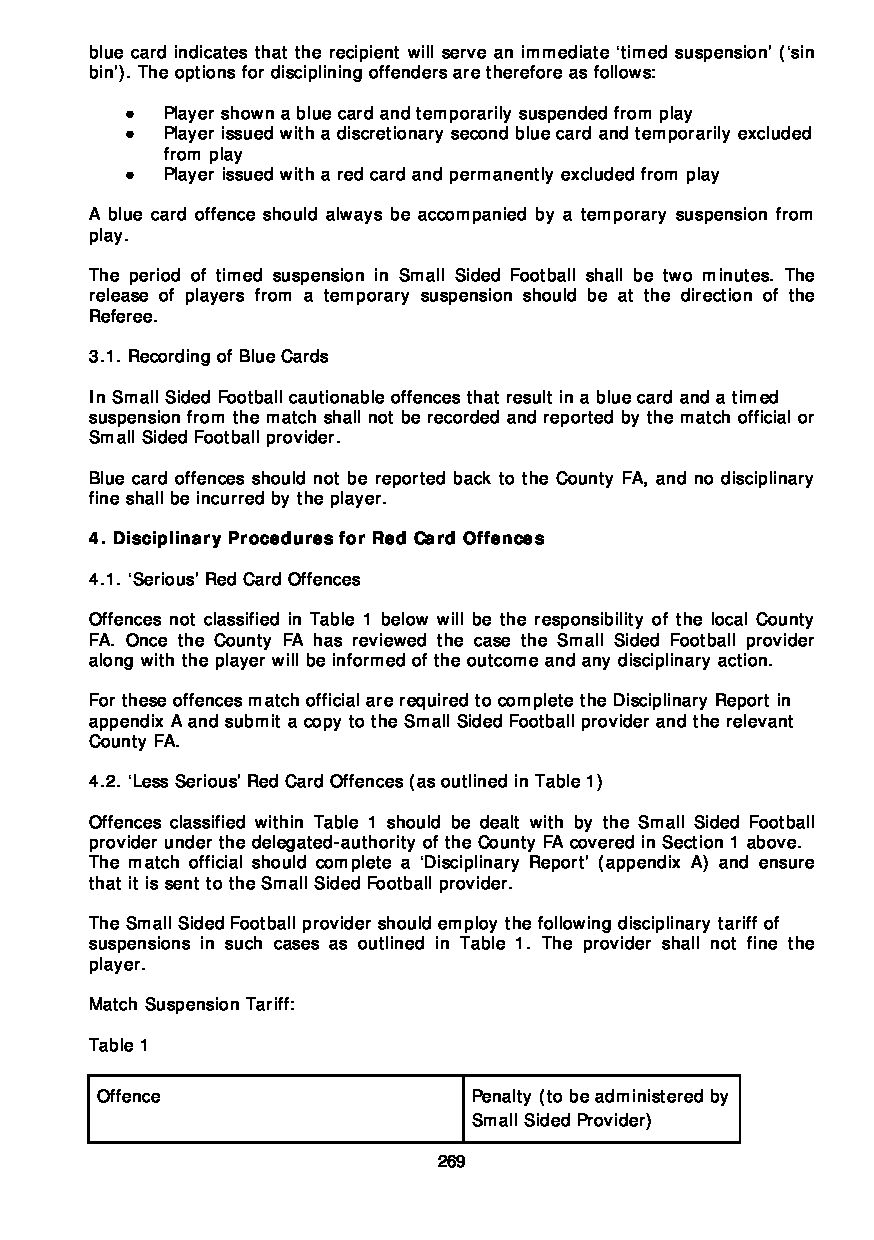 blue card indicates that the recipient will serve an immediate ‘timed suspension’ (‘sin
bin’). The options for disciplining offenders are therefore as follows:
● Player shown a blue card and temporarily suspended from play
● Player issued with a discretionary second blue card and temporarily excluded
from play
● Player issued with a red card and permanently excluded from play
A blue card offence should always be accompanied by a temporary suspension from
play.
The period of timed suspension in Small Sided Football shall be two minutes. The
release of players from a temporary suspension should be at the direction of the
Referee.
3.1. Recording of Blue Cards
In Small Sided Football cautionable offences that result in a blue card and a timed
suspension from the match shall not be recorded and reported by the match official or
Small Sided Football provider.
Blue card offences should not be reported back to the County FA, and no disciplinary
fine shall be incurred by the player.
4. Disciplinary Procedures for Red Card Offences
4.1. ‘Serious’ Red Card Offences
Offences not classified in Table 1 below will be the responsibility of the local County
FA. Once the County FA has reviewed the case the Small Sided Football provider
along with the player will be informed of the outcome and any disciplinary action.
For these offences match official are required to complete the Disciplinary Report in
appendix A and submit a copy to the Small Sided Football provider and the relevant
County FA.
4.2. ‘Less Serious’ Red Card Offences (as outlined in Table 1)
Offences classified within Table 1 should be dealt with by the Small Sided Football
provider under the delegated-authority of the County FA covered in Section 1 above.
The match official should complete a ‘Disciplinary Report’ (appendix A) and ensure
that it is sent to the Small Sided Football provider.
The Small Sided Football provider should employ the following disciplinary tariff of
suspensions in such cases as outlined in Table 1. The provider shall not fine the
player.
Match Suspension Tariff:
Table 1
Offence
Penalty (to be administered by
Small Sided Provider)
269